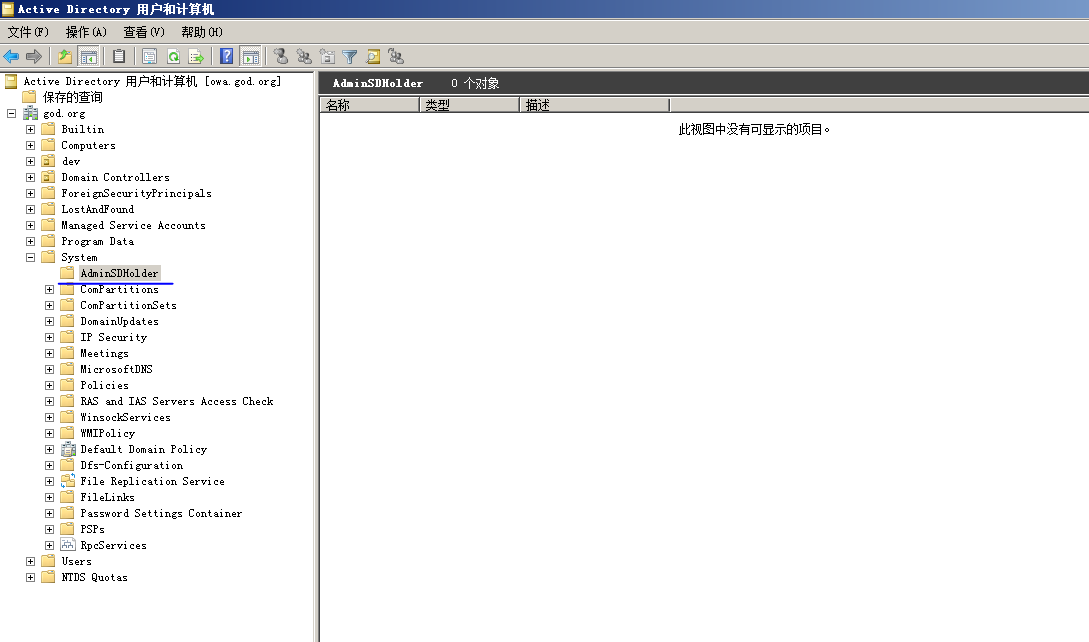 Active Directory 用户和计算机
文件(F) 操作(A) 查看(V) 帮助(H)
Active Directory 用户和计算机 [owa.god.org]
保存的查询
god.org
Builtin
Computers
dev
Domain Controllers
ForeignSecurityPrincipals
LostAndFound
Managed Service Accounts
Program Data
System
AdminSDHolder
ComPartitions
ComPartitionSets
DomainUpdates
IP Security
Meetings
MicrosoftDNS
Policies
RAS and IAS Servers Access Check
WinsockServices
WMIPolicy
Default Domain Policy
Dfs-Configuration
File Replication Service
FileLinks
Password Settings Container
PSPs
RpcServices
Users
NTDS Quotas
AdminSDHolder 0 个对象
名称 类型 描述
此视图中没有可显示的项目。